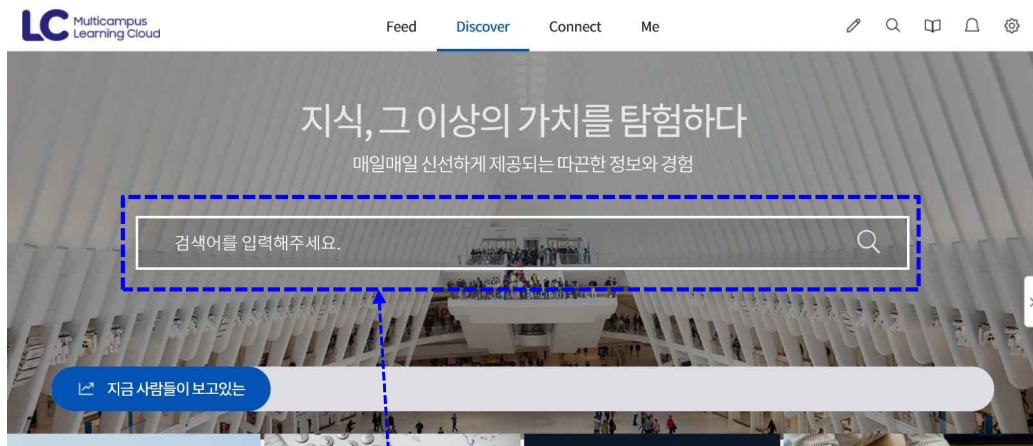 LC Multicampus
Learning Cloud
Feed Discover Connect Me
지식, 그 이상의 가치를 탐험하다
매일매일 신선하게 제공되는 따끈한 정보와 경험
검색어를 입력해주세요.
지금 사람들이 보고있는